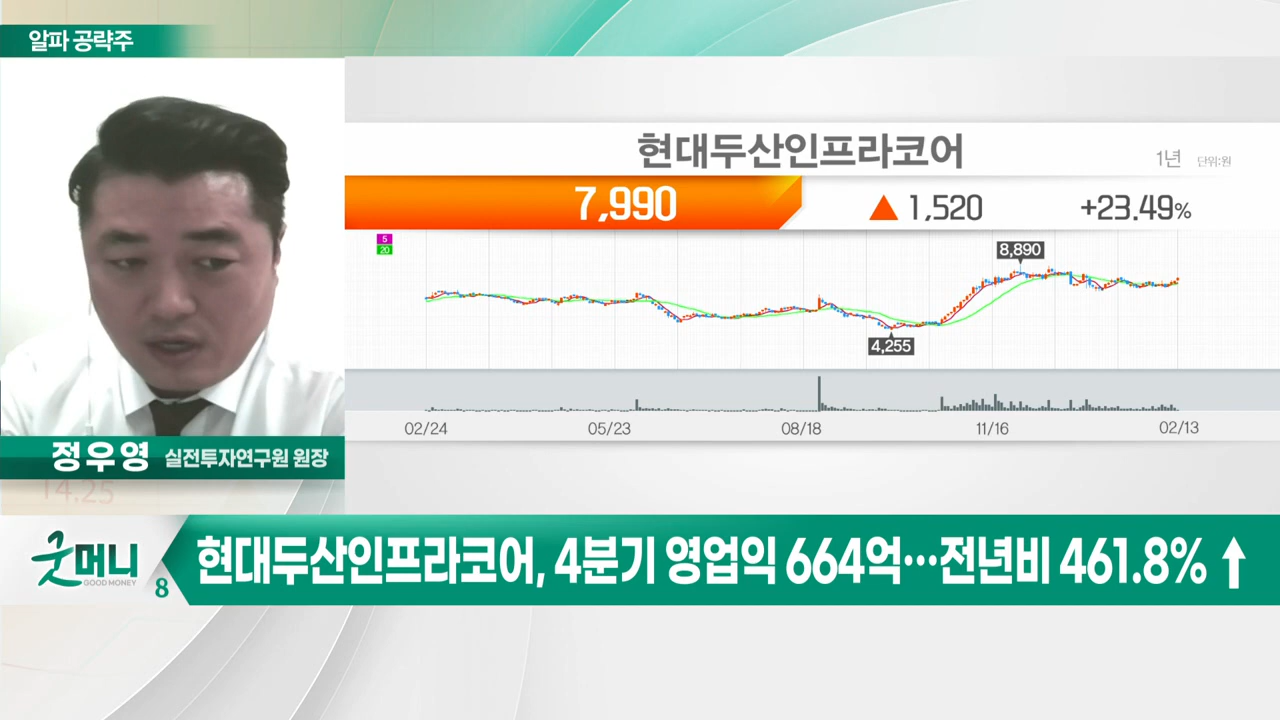 알파 공략주
현대두산인프라코어
1년 단위:원
7,990
▲ 1,520
+23.49%
5
20
8,890
4,255
02/24 05/23 08/18 11/16 02/13
정우영 실전투자연구원 원장
14.25
굿머니
GOOD MONEY
8
현대두산인프라코어, 4분기 영업익 664억…전년비 461.8%↑